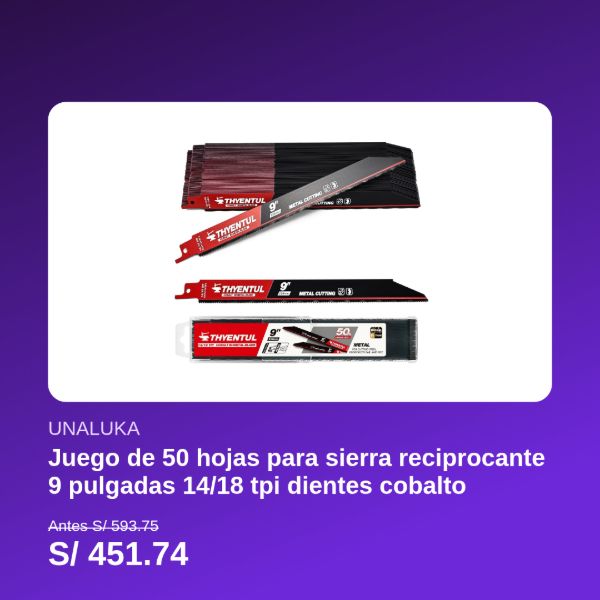 THYENTUL
9"
METAL CUTTING
THYENTUL
9"
METAL CUTTING
THYENTUL
9"
50
METAL
UNALUKA
Juego de 50 hojas para sierra reciprocante
9 pulgadas 14/18 tpi dientes cobalto
Antes S/ 593.75
S/ 451.74